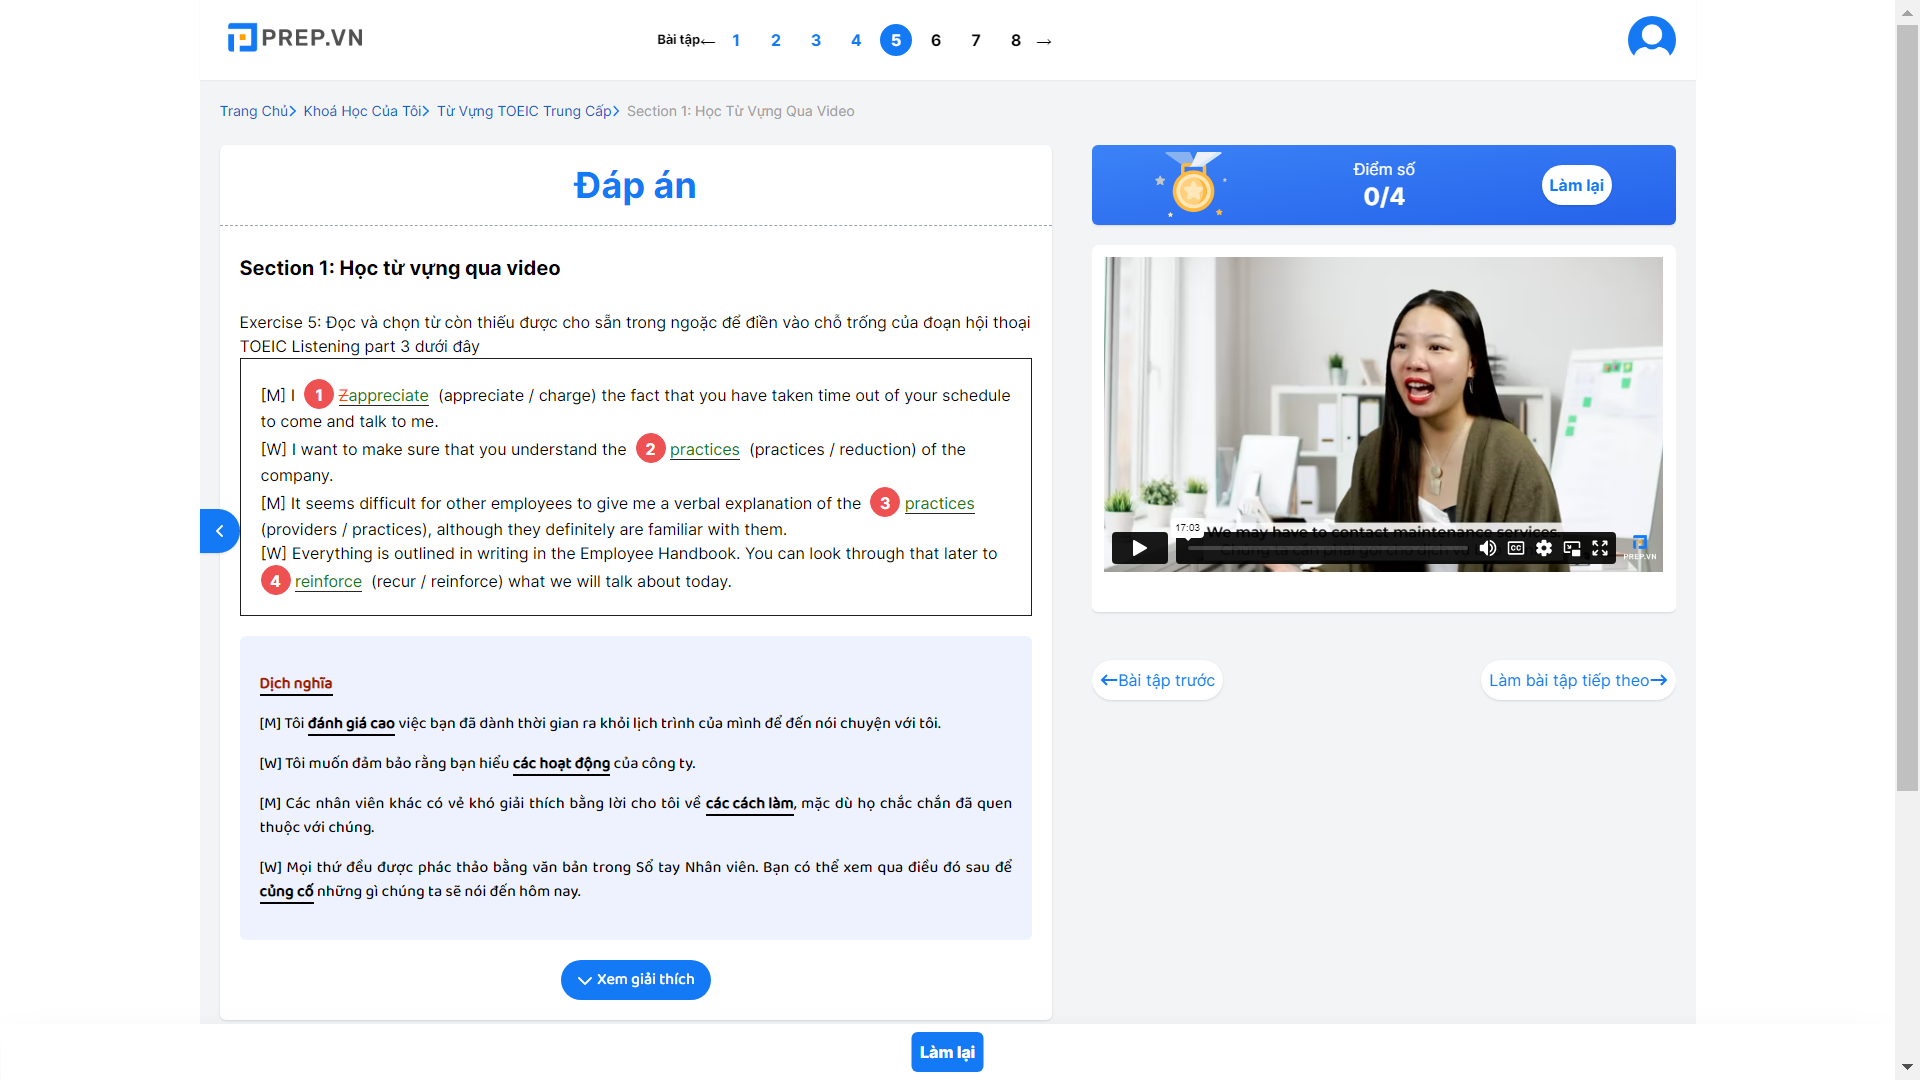 PREP.VN
Bài tập← 1 2 3 4 5 6 7 8 →
Trang Chủ> Khoá Học Của Tôi> Từ Vựng TOEIC Trung Cấp> Section 1: Học Từ Vựng Qua Video
Đáp án
Section 1: Học từ vựng qua video
Exercise 5: Đọc và chọn từ còn thiếu được cho sẵn trong ngoặc để điền vào chỗ trống của đoạn hội thoại
TOEIC Listening part 3 dưới đây
[M] I 1 Zappreciate (appreciate / charge) the fact that you have taken time out of your schedule
to come and talk to me.
[W] I want to make sure that you understand the 2 practices (practices / reduction) of the
company.
[M] It seems difficult for other employees to give me a verbal explanation of the 3 practices
(providers / practices), although they definitely are familiar with them.
[W] Everything is outlined in writing in the Employee Handbook. You can look through that later to
4 reinforce (recur / reinforce) what we will talk about today.
Dịch nghĩa
[M] Tôi đánh giá cao việc bạn đã dành thời gian ra khỏi lịch trình của mình để đến nói chuyện với tôi.
[W] Tôi muốn đảm bảo rằng bạn hiểu các hoạt động của công ty.
[M] Các nhân viên khác có vẻ khó giải thích bằng lời cho tôi về các cách làm, mặc dù họ chắc chắn đã quen
thuộc với chúng.
[W] Mọi thứ đều được phác thảo bằng văn bản trong Sổ tay Nhân viên. Bạn có thể xem qua điều đó sau để
củng cố những gì chúng ta sẽ nói đến hôm nay.
Xem giải thích
Điểm số
0/4
Làm lại
17:03
We may have to contact maintenance services.
Chúng ta cần phải gọi cho dịch vụ
CC
PREP.VN
←Bài tập trước
Làm bài tập tiếp theo→
Làm lại